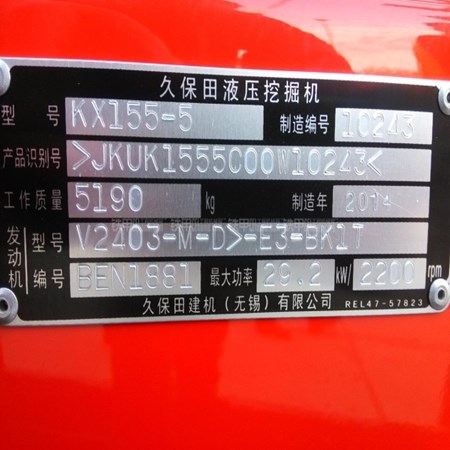 久保田液压挖掘机
型 号 KX155-5 制造编号 10243
产品识别号 >JKUK1555C00W10243<
工作质量 5190 kg 制造年 2014
发动机 型号 V2403-M-D>-E3-BK17
编号 BEN1881 最大功率 29.2 kW/ 2200 rpm
久保田建机(无锡)有限公司 REL47-57823